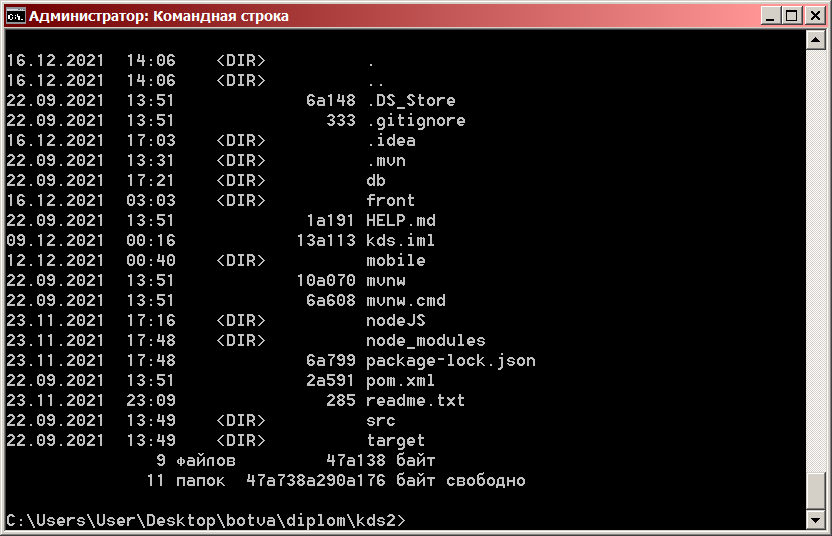 Администратор: Командная строка
16.12.2021  14:06    <DIR>          .
16.12.2021  14:06    <DIR>          ..
22.09.2021  13:51             6a148 .DS_Store
22.09.2021  13:51               333 .gitignore
16.12.2021  17:03    <DIR>          .idea
22.09.2021  13:31    <DIR>          .mvn
22.09.2021  17:21    <DIR>          db
16.12.2021  03:03    <DIR>          front
22.09.2021  13:51             1a191 HELP.md
09.12.2021  00:16            13a113 kds.iml
12.12.2021  00:40    <DIR>          mobile
22.09.2021  13:51            10a070 mvnw
22.09.2021  13:51             6a608 mvnw.cmd
23.11.2021  17:16    <DIR>          nodeJS
23.11.2021  17:48    <DIR>          node_modules
23.11.2021  17:48             6a799 package-lock.json
22.09.2021  13:51             2a591 pom.xml
23.11.2021  23:09               285 readme.txt
22.09.2021  13:49    <DIR>          src
22.09.2021  13:49    <DIR>          target
               9 файлов         47a138 байт
              11 папок  47a738a290a176 байт свободно
C:\Users\User\Desktop\botva\diplom\kds2>